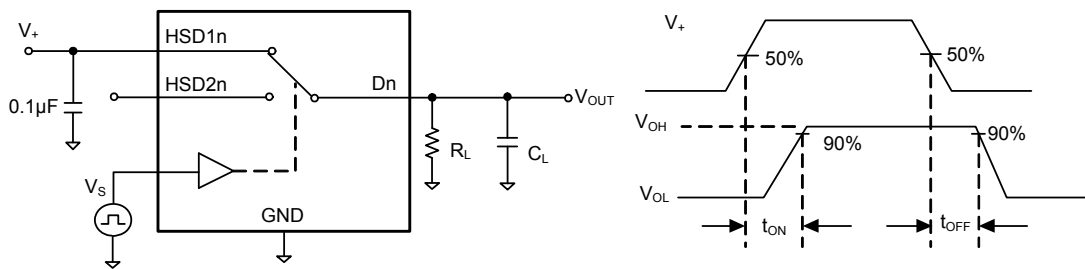 V+
HSD1n
HSD2n
Dn
0.1μF
VOUT
RL
CL
VS
GND
V+
50%
50%
VOH
90%
90%
VOL
tON
tOFF